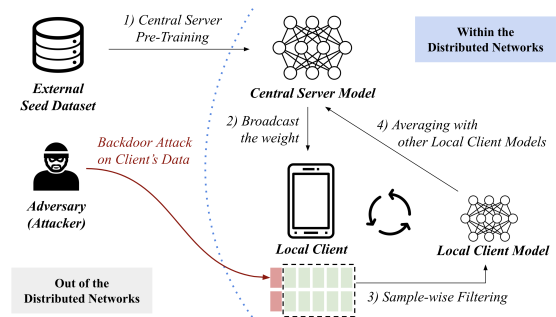 1) Central Server
Pre-Training
Within the
Distributed Networks
External
Seed Dataset
Central Server Model
2) Broadcast
the weight
4) Averaging with
other Local Client Models
Backdoor Attack
on Client's Data
Adversary
(Attacker)
Local Client
Local Client Model
Out of the
Distributed Networks
3) Sample-wise Filtering